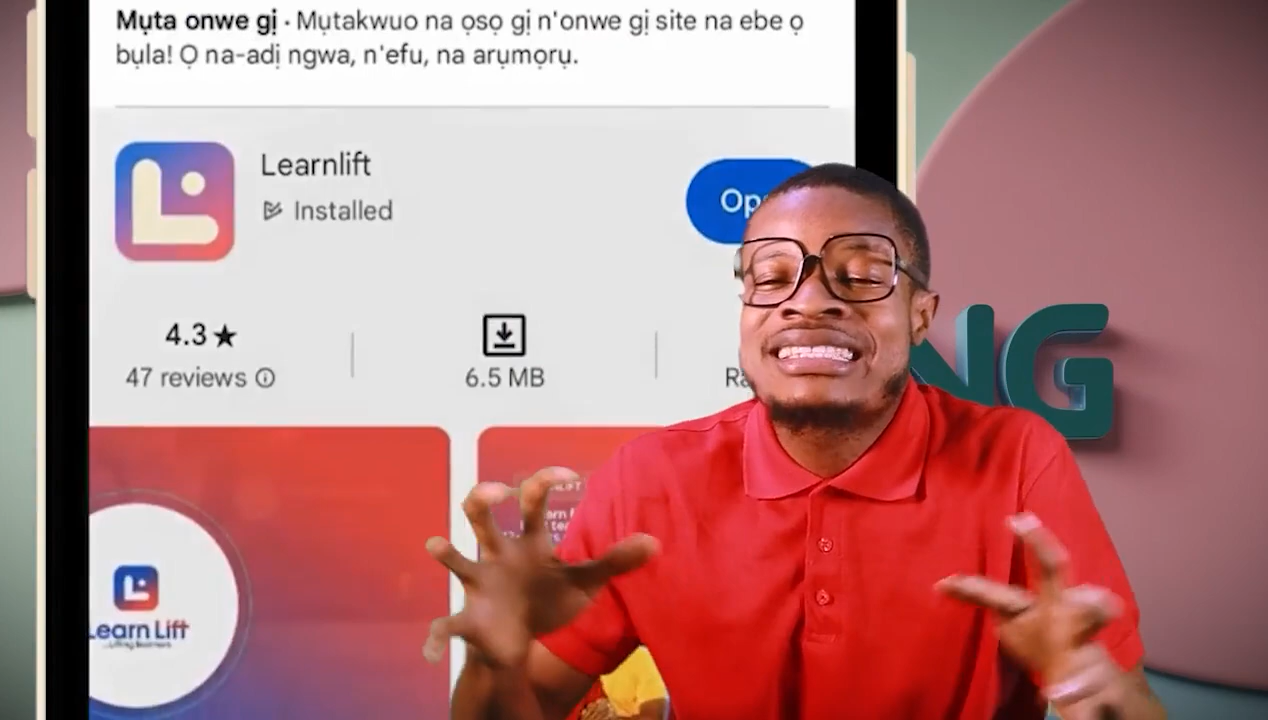 Mụta onwe gị · Mụtakwuo na ọsọ gị n'onwe gị site na ebe ọ
bụla! Ọ na-adị ngwa, n'efu, na arụmọrụ.
Learnlift
Installed
4.3★
47 reviews
6.5 MB
NG
Learn Lift